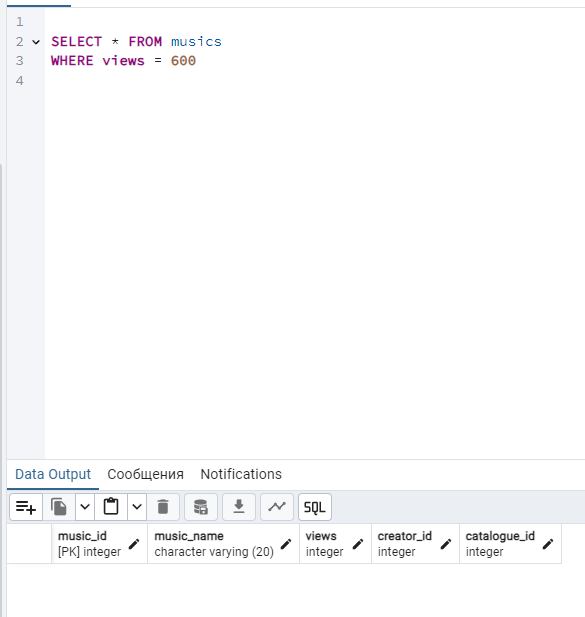 1
2 SELECT * FROM musics
3 WHERE views = 600
4
Data Output Сообщения Notifications
SQL
music_id music_name views creator_id catalogue_id
[PK] integer character varying (20) integer integer integer